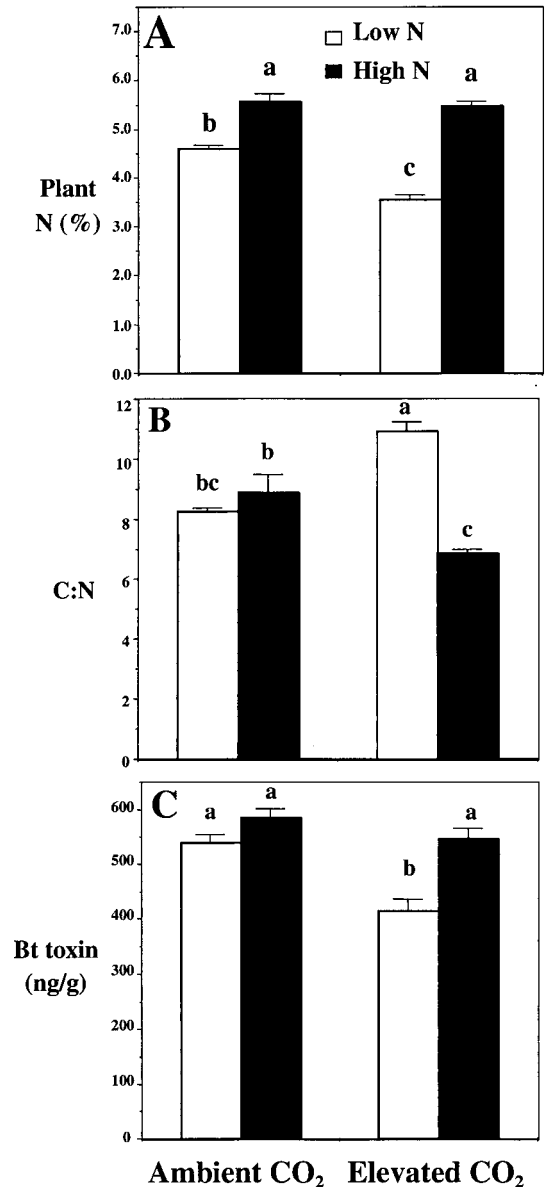 A
Low N
High N
7.0
6.0
5.0
4.0
3.0
2.0
1.0
0.0
Plant
N (%)
b
a
c
a
B
12
10
8
6
4
2
0
C:N
bc
b
a
c
C
600
500
400
300
200
100
0
Bt toxin
(ng/g)
a
a
b
a
Ambient CO₂ Elevated CO₂